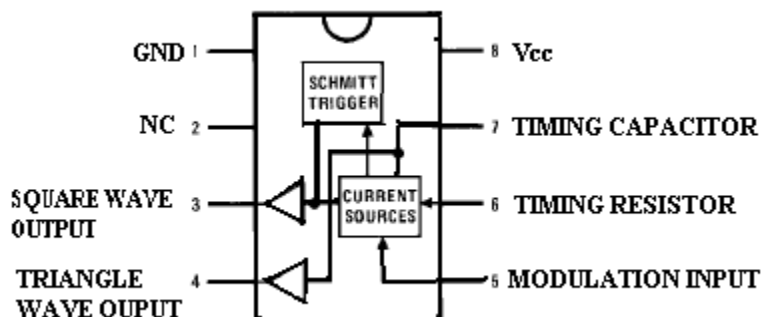 GND 1
8 Vcc
SCHMITT
TRIGGER
NC 2
7 TIMING CAPACITOR
SQUARE WAVE
OUTPUT
3
CURRENT
SOURCES
6 TIMING RESISTOR
TRIANGLE
WAVE OUPUT
4
5 MODULATION INPUT